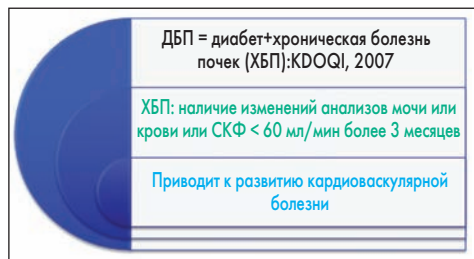 ДБП = диабет+хроническая болезнь
почек (ХБП):KDOQI, 2007
ХБП: наличие изменений анализов мочи или
крови или СКФ < 60 мл/мин более 3 месяцев
Приводит к развитию кардиоваскулярной
болезни